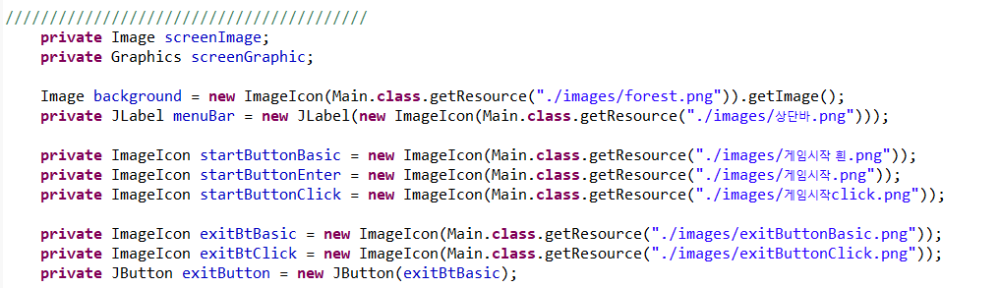 /////////////////////////////////////////
private Image screenImage;
private Graphics screenGraphic;
Image background = new ImageIcon(Main.class.getResource("./images/forest.png")).getImage();
private JLabel menuBar = new JLabel(new ImageIcon(Main.class.getResource("./images/상단바.png")));
private ImageIcon startButtonBasic = new ImageIcon(Main.class.getResource("./images/게임시작 흰.png"));
private ImageIcon startButtonEnter = new ImageIcon(Main.class.getResource("./images/게임시작.png"));
private ImageIcon startButtonClick = new ImageIcon(Main.class.getResource("./images/게임시작click.png"));
private ImageIcon exitBtBasic = new ImageIcon(Main.class.getResource("./images/exitButtonBasic.png"));
private ImageIcon exitBtClick = new ImageIcon(Main.class.getResource("./images/exitButtonClick.png"));
private JButton exitButton = new JButton(exitBtBasic);